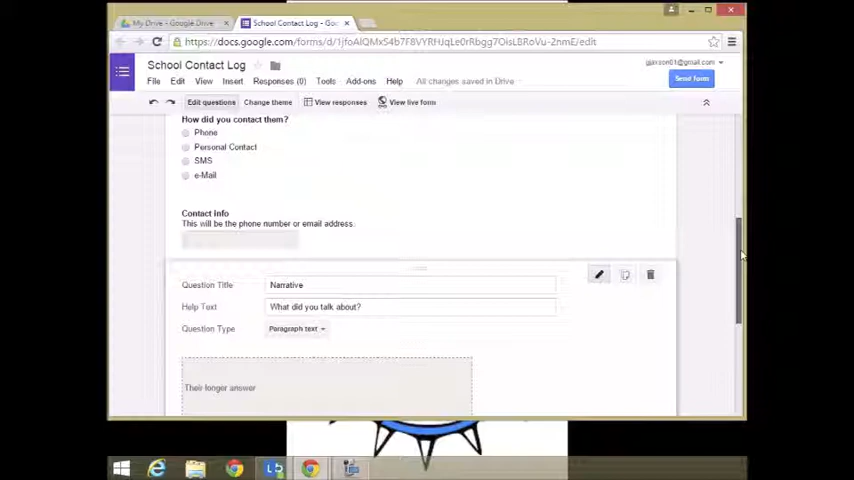 My Drive - Google Drive
School Contact Log - Goo
https://docs.google.com/forms/d/1jfoAlQMxS4b7F8VYRHJqLe0rRbgg7OisLBRoVu-2nmE/edit
School Contact Log
gjaxson01@gmail.com
File Edit View Insert Responses (0) Tools Add-ons Help All changes saved in Drive
Send form
Edit questions Change theme View responses View live form
How did you contact them?
Phone
Personal Contact
SMS
e-Mail
Contact Info
This will be the phone number or email address.
Question Title Narrative
Help Text What did you talk about?
Question Type Paragraph text
Their longer answer